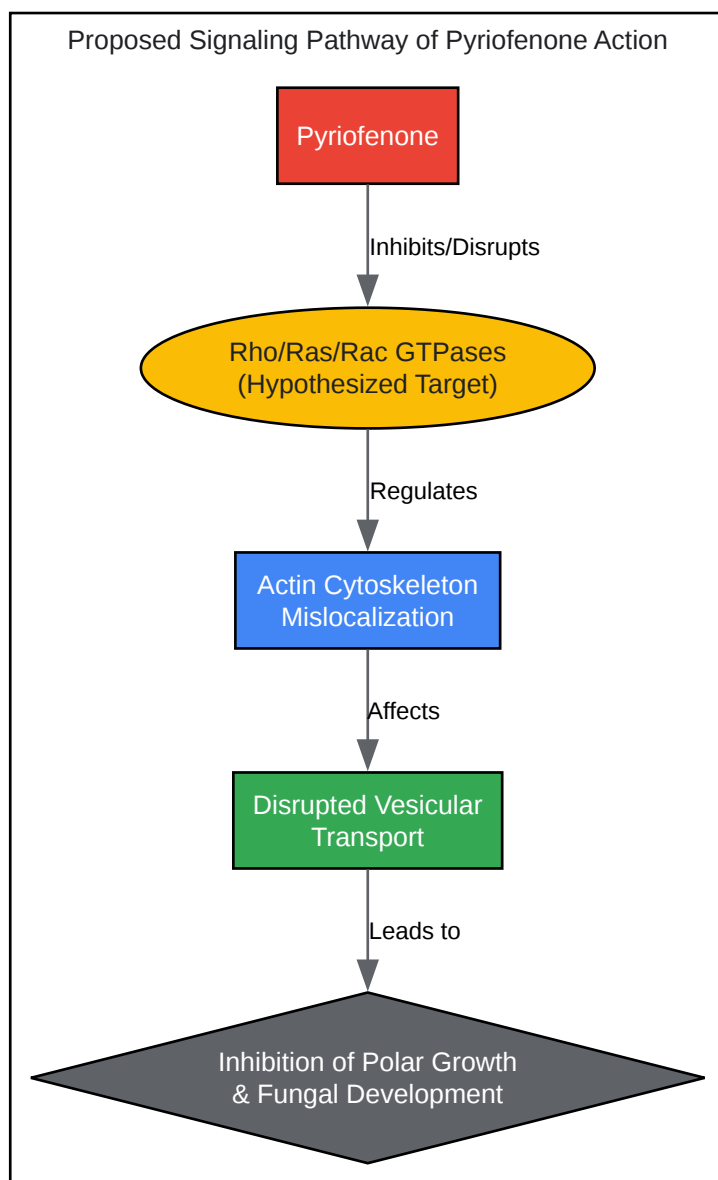 Proposed Signaling Pathway of Pyriofenone Action
Pyriofenone
Inhibits/Disrupts
Rho/Ras/Rac GTPases
(Hypothesized Target)
Regulates
Actin Cytoskeleton
Mislocalization
Affects
Disrupted Vesicular
Transport
Leads to
Inhibition of Polar Growth
& Fungal Development